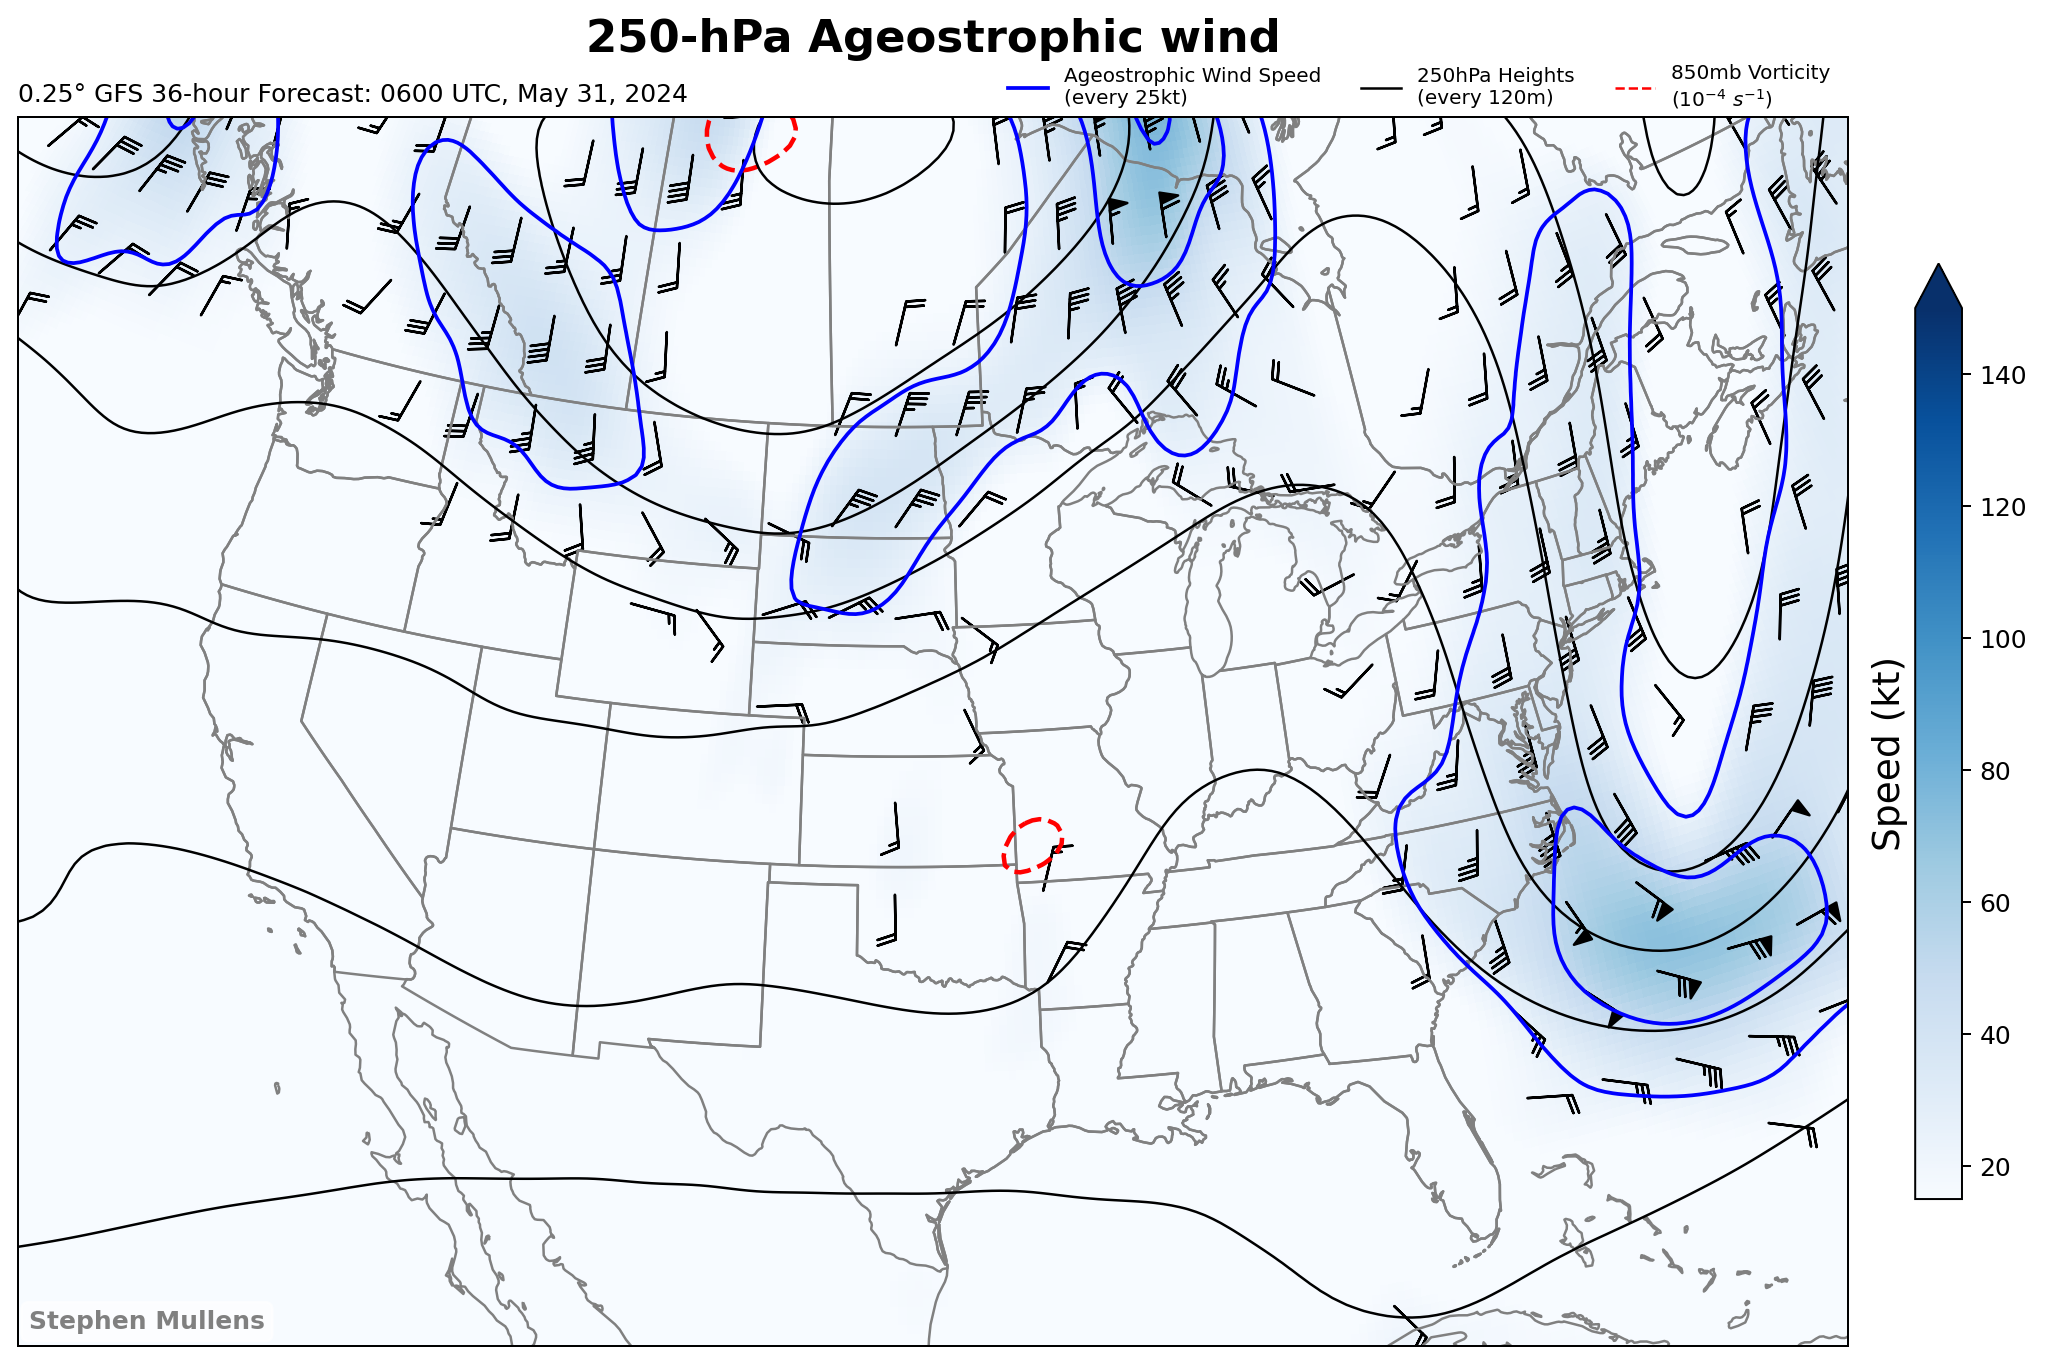 250-hPa Ageostrophic wind
0.25° GFS 36-hour Forecast: 0600 UTC, May 31, 2024
Ageostrophic Wind Speed
(every 25kt)
250hPa Heights
(every 120m)
850mb Vorticity
(10⁻⁴ s⁻¹)
140
120
100
80
60
40
20
Speed (kt)
Stephen Mullens